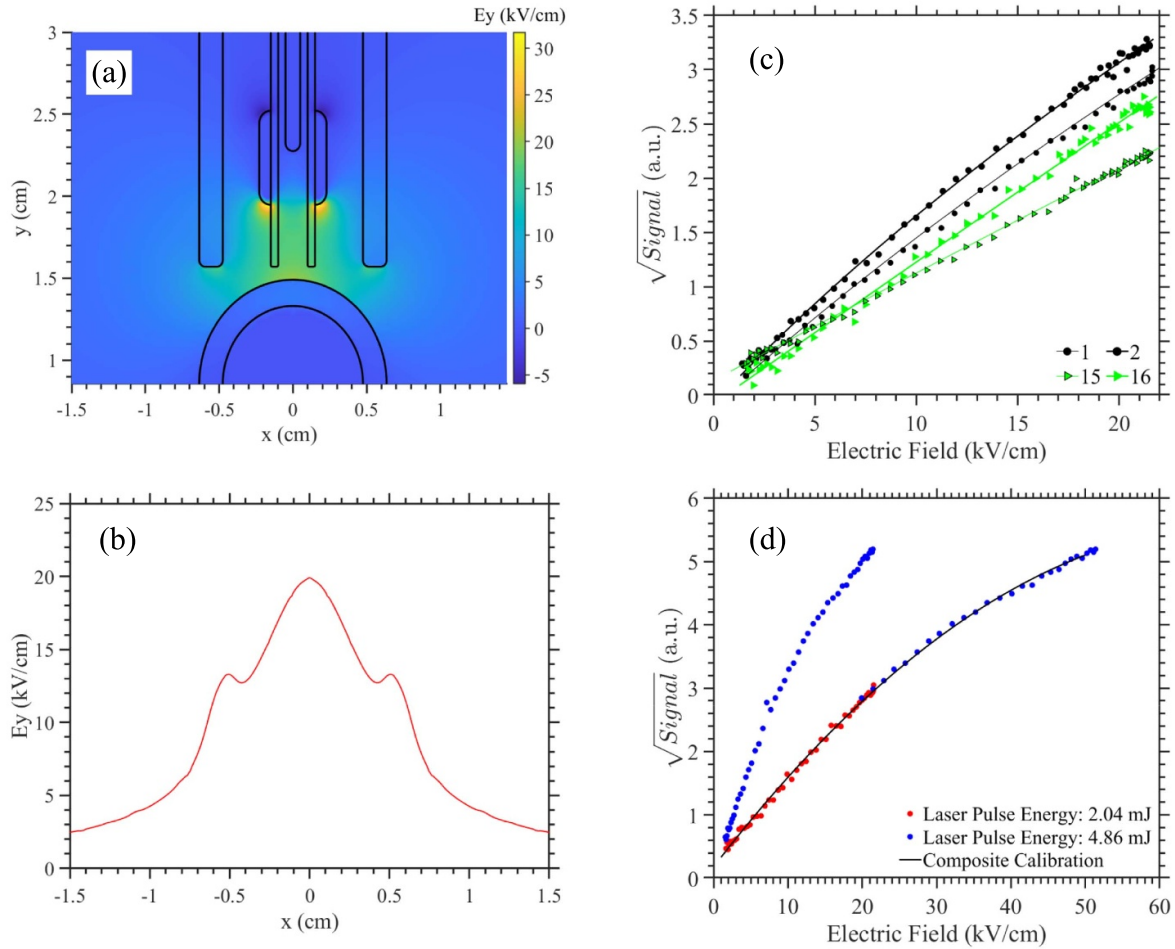 Ey (kV/cm)
(a)
3
2.5
2
1.5
1
y (cm)
-1.5 -1 -0.5 0 0.5 1
x (cm)
30
25
20
15
10
5
0
-5
(c)
3.5
3
2.5
2
1.5
1
0.5
0
√Signal (a.u.)
1 2
15 16
0 5 10 15 20
Electric Field (kV/cm)
(b)
25
20
15
10
5
0
Ey (kV/cm)
-1.5 -1 -0.5 0 0.5 1 1.5
x (cm)
(d)
6
5
4
3
2
1
0
√Signal (a.u.)
Laser Pulse Energy: 2.04 mJ
Laser Pulse Energy: 4.86 mJ
Composite Calibration
0 10 20 30 40 50 60
Electric Field (kV/cm)